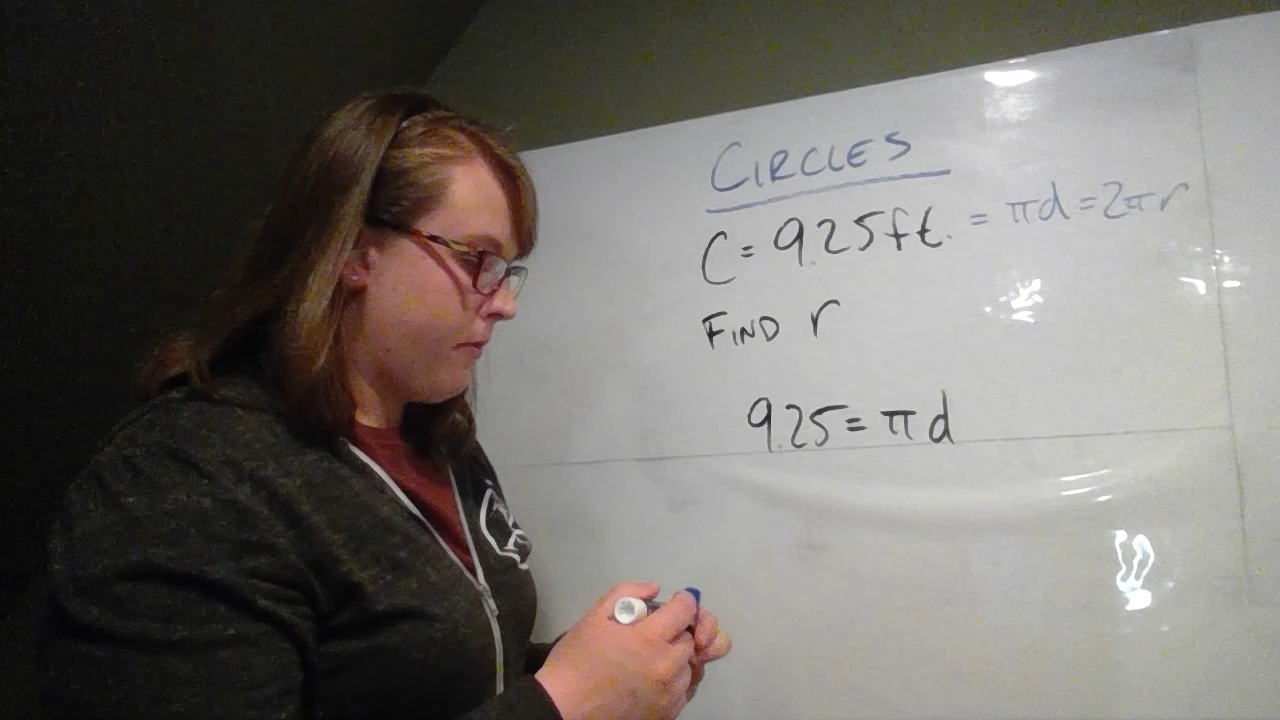 CIRCLES
C = 9.25ft. = πd = 2πr
FIND r
9.25 = πd